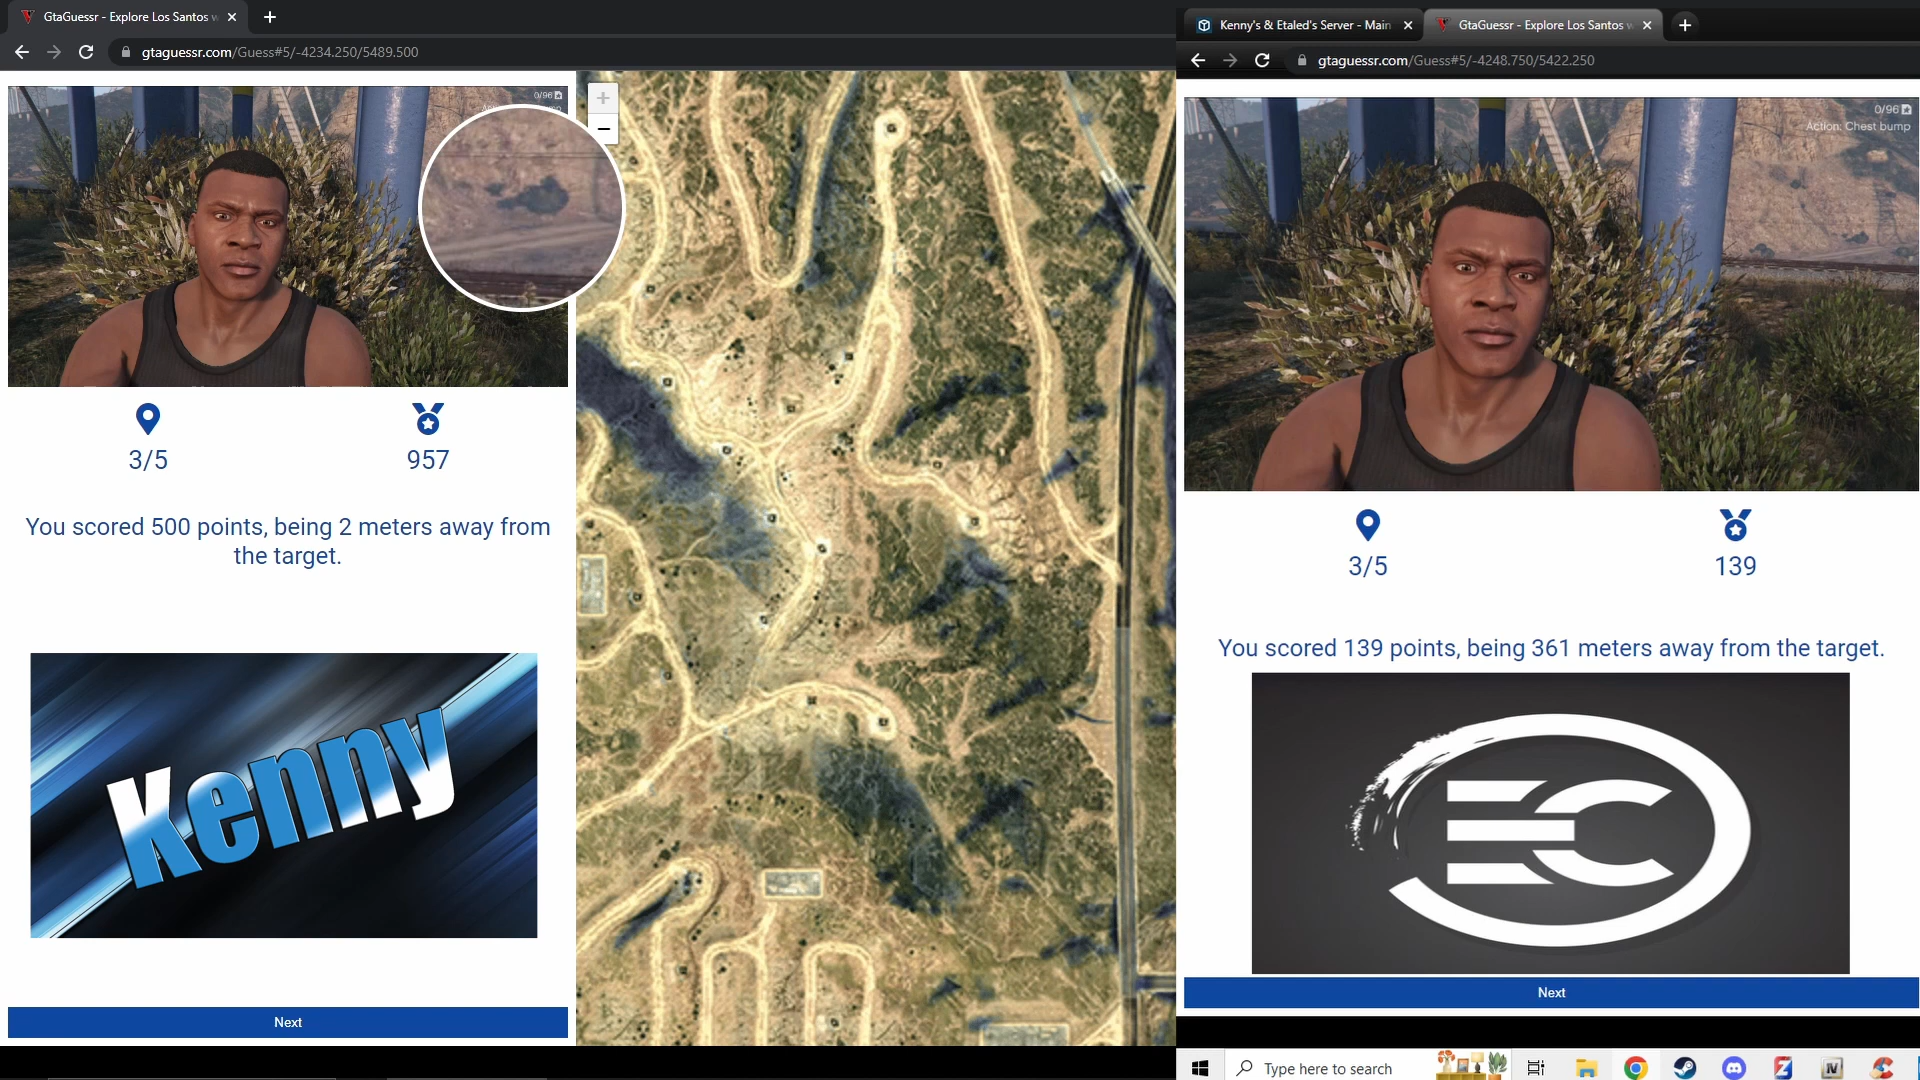 GtaGuessr - Explore Los Santos w
gtaguessr.com/Guess#5/-4234.250/5489.500
0/96
3/5
957
You scored 500 points, being 2 meters away from
the target.
Kenny
Next
+
−
Kenny's & Etaled's Server - Main
GtaGuessr - Explore Los Santos w
gtaguessr.com/Guess#5/-4248.750/5422.250
0/96
Action: Chest bump
3/5
139
You scored 139 points, being 361 meters away from the target.
EC
Next
Type here to search